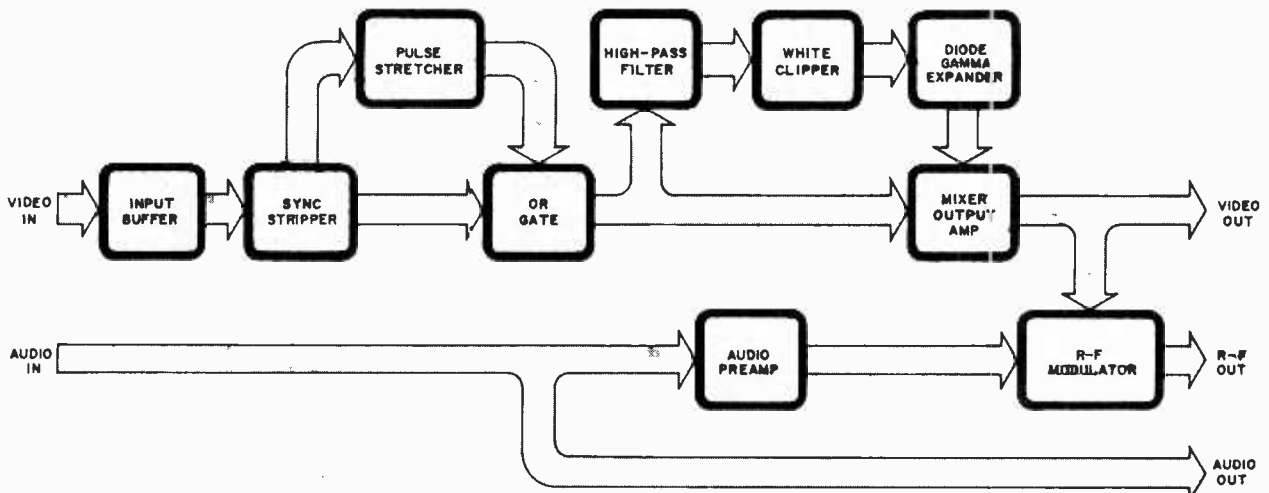 PULSE
STRETCHER
HIGH-PASS
FILTER
WHITE
CLIPPER
DIODE
GAMMA
EXPANDER
VIDEO
IN
INPUT
BUFFER
SYNC
STRIPPER
OR
GATE
MIXER
OUTPUT
AMP
VIDEO
OUT
AUDIO
IN
AUDIO
PREAMP
R-F
MODULATOR
R-F
OUT
AUDIO
OUT